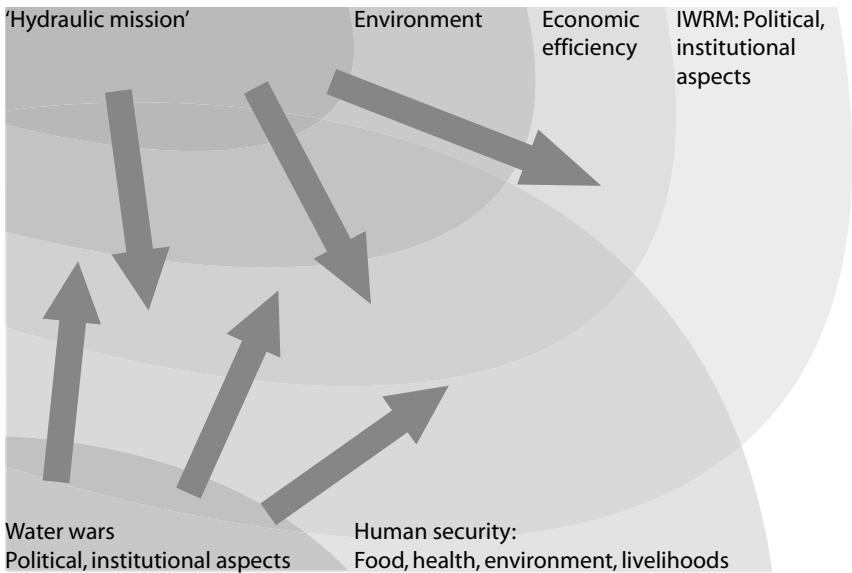 ‘Hydraulic mission’
Environment
Economic
efficiency
IWRM: Political,
institutional
aspects
Water wars
Political, institutional aspects
Human security:
Food, health, environment, livelihoods